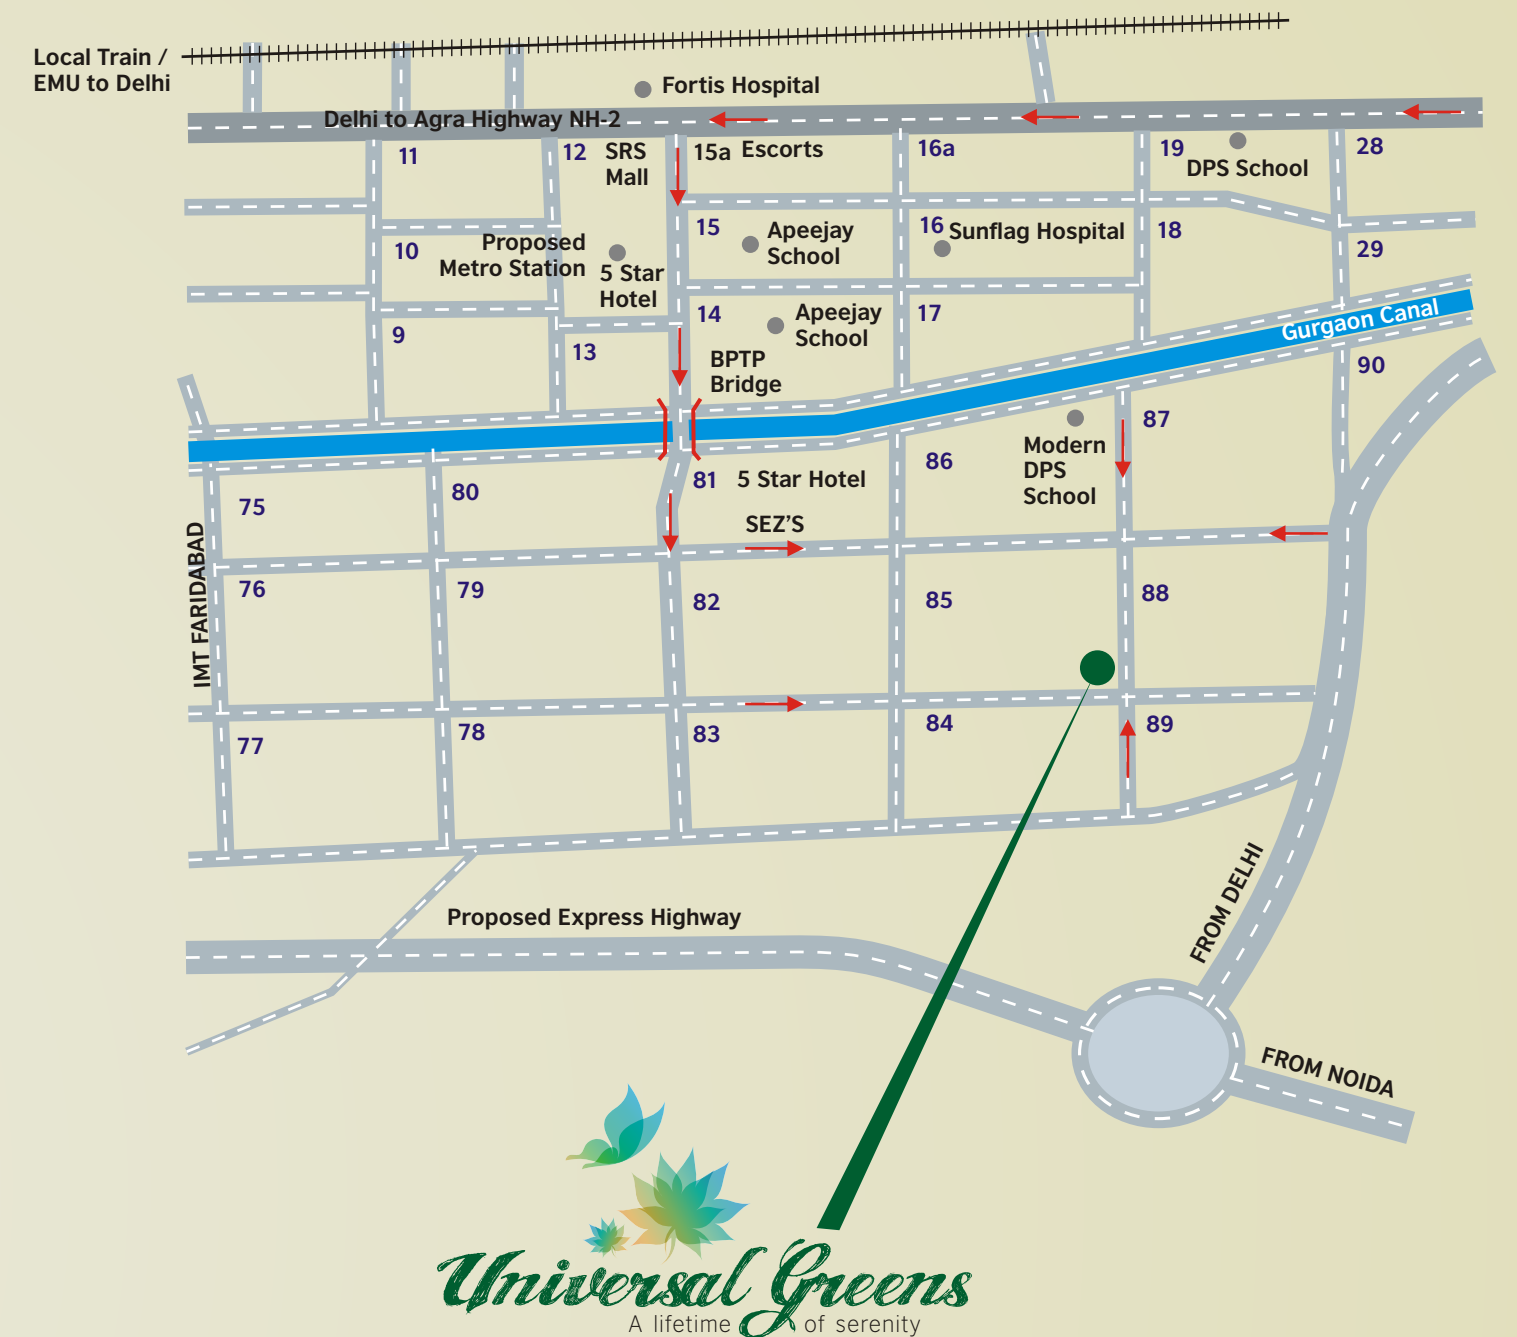 Local Train /
EMU to Delhi
Fortis Hospital
Delhi to Agra Highway NH-2
11
12
SRS
Mall
15a
Escorts
16a
19
DPS School
28
10
Proposed
Metro Station
5 Star
Hotel
15
Apeejay
School
16
Sunflag Hospital
18
29
9
13
14
Apeejay
School
17
Gurgaon Canal
BPTP
Bridge
90
87
Modern
DPS
School
86
81
5 Star Hotel
SEZ'S
80
75
IMT FARIDABAD
76
79
82
85
88
77
78
83
84
89
Proposed Express Highway
FROM DELHI
FROM NOIDA
Universal Greens
A lifetime of serenity